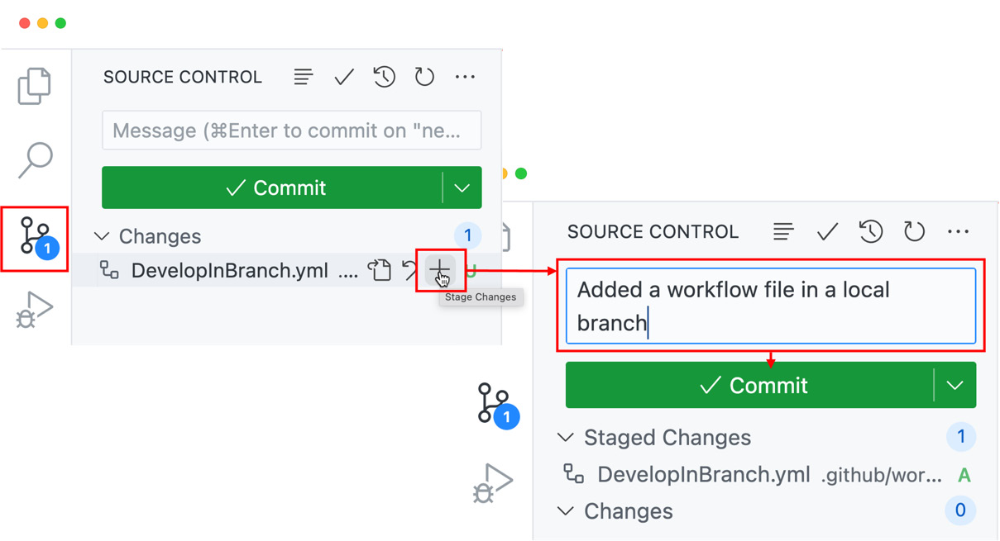 SOURCE CONTROL
Message (⌘Enter to commit on "ne...
Commit
Changes 1
1
DevelopInBranch.yml ....
Stage Changes
SOURCE CONTROL
Added a workflow file in a local
branch
Commit
1
Staged Changes 1
DevelopInBranch.yml .github/wor... A
Changes 0